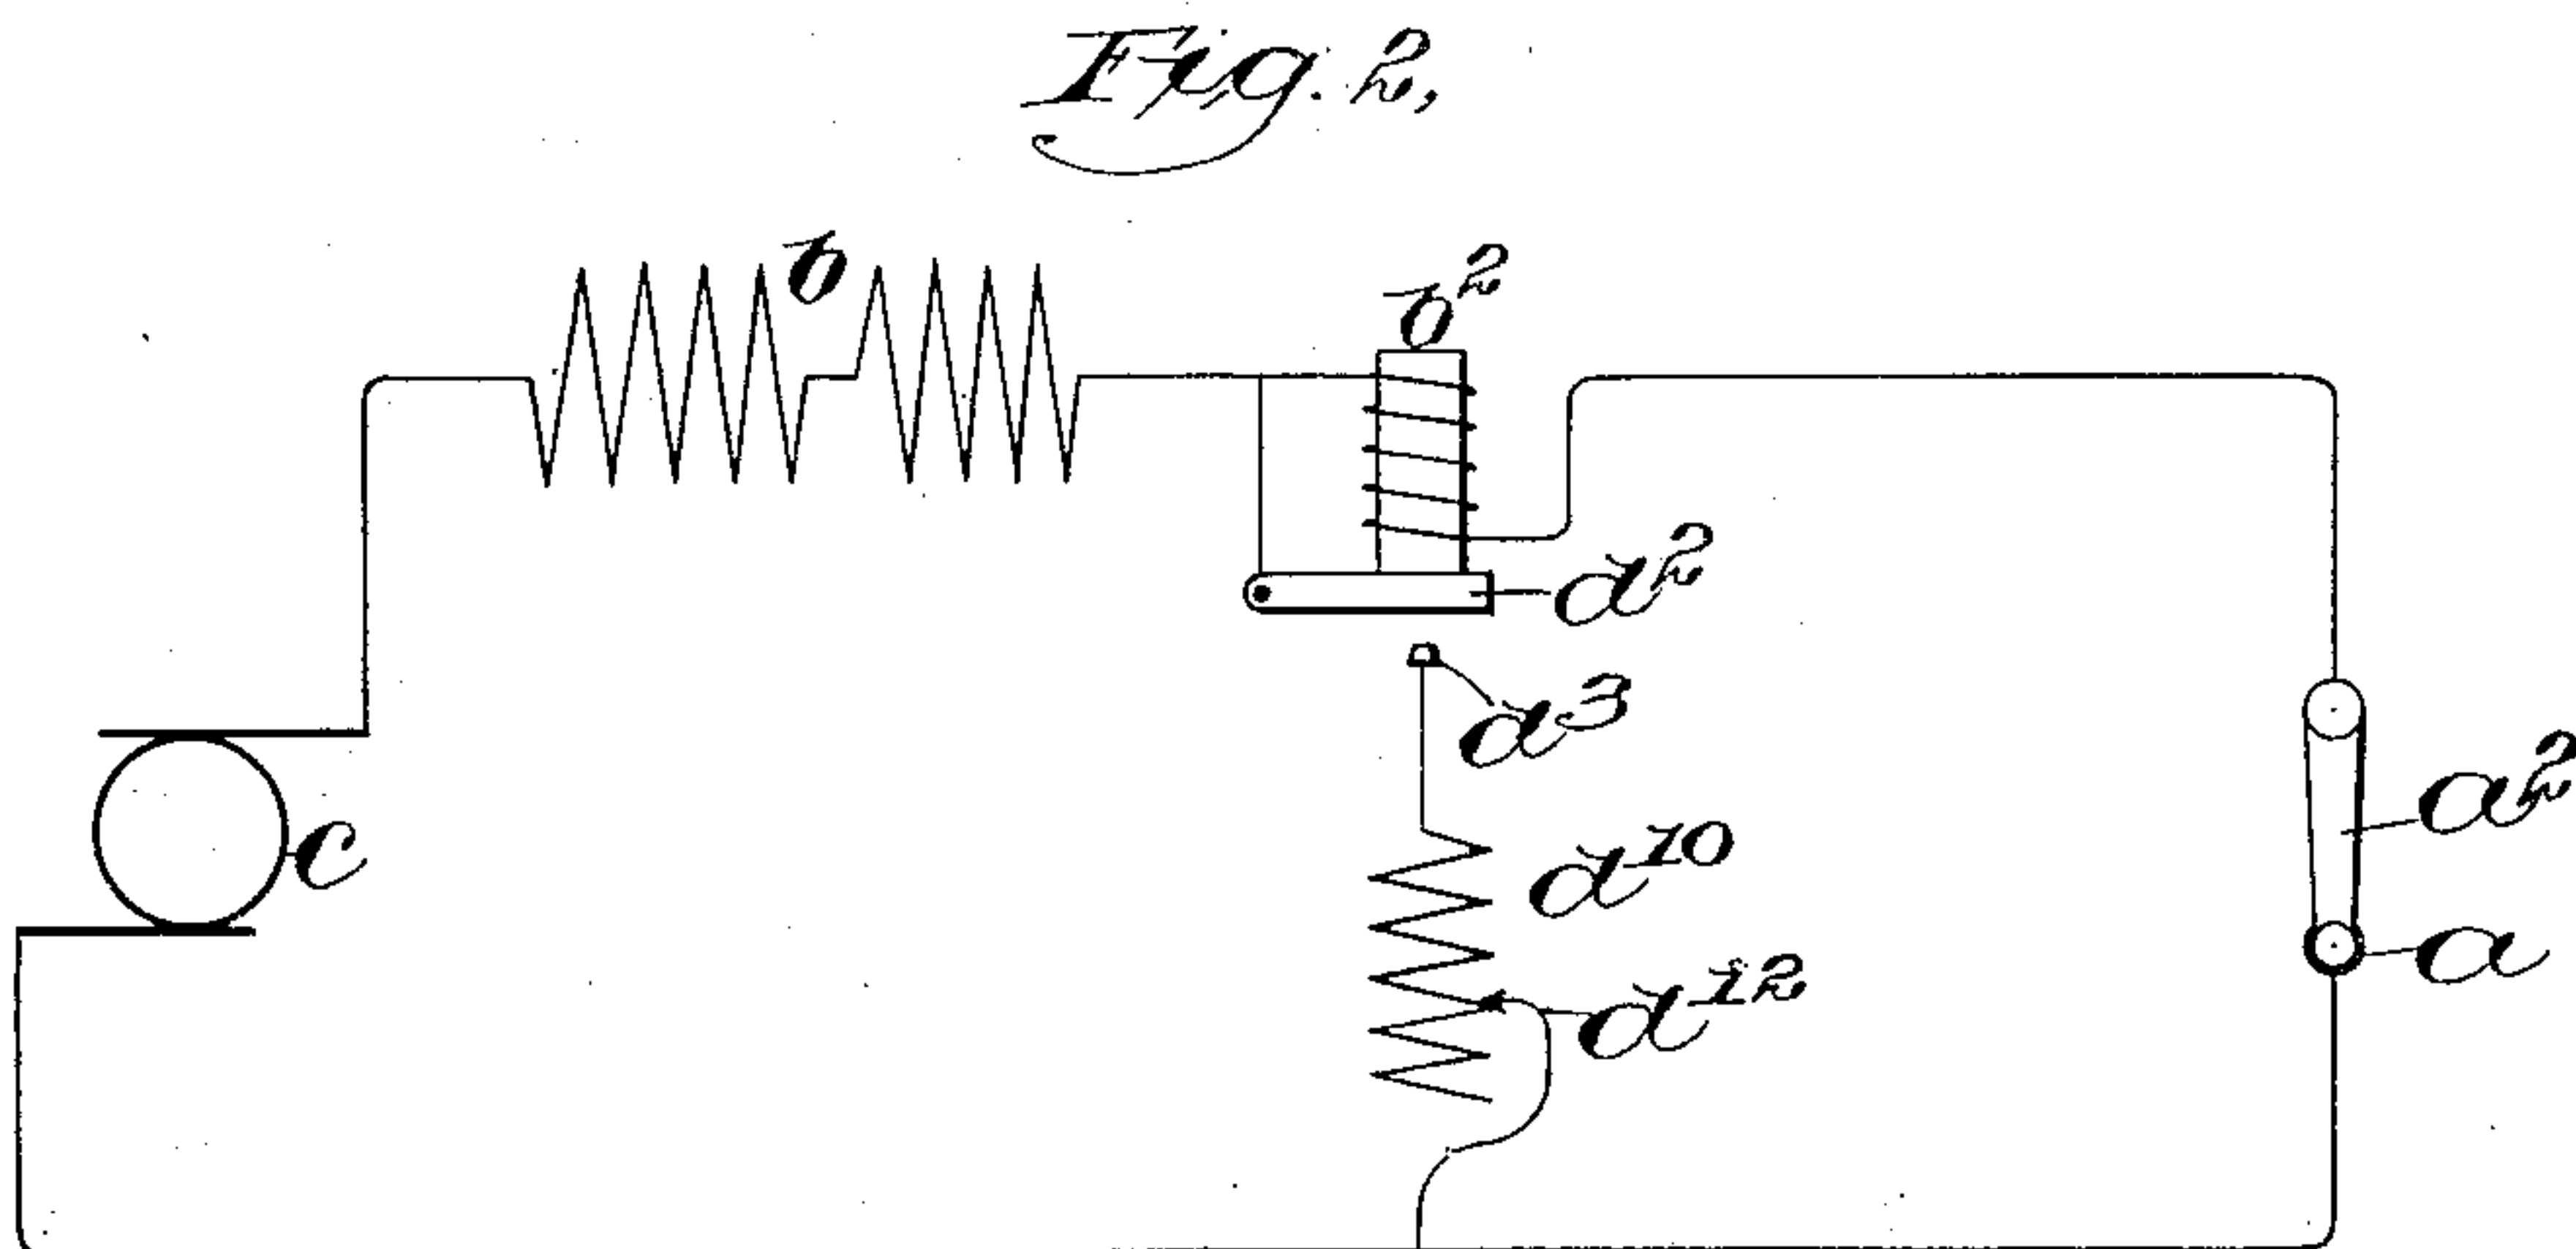 Fig. 2,
b
b²
d²
d³
a²
c
d¹⁰
a
d¹²